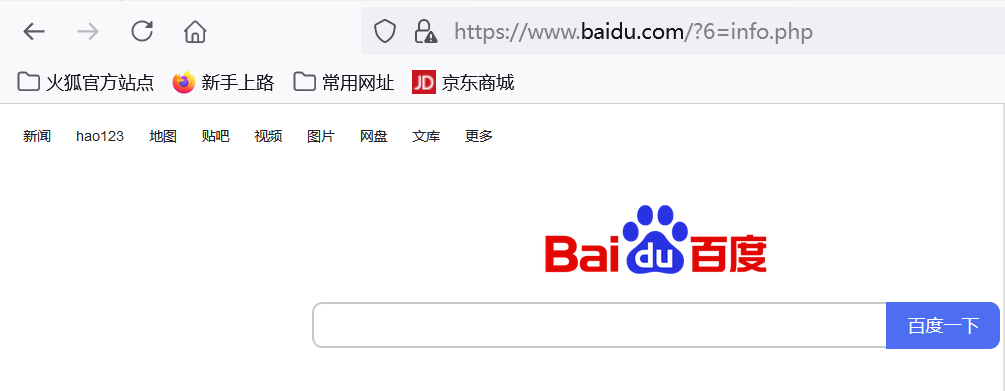 https://www.baidu.com/?6=info.php
火狐官方站点 新手上路 常用网址 JD 京东商城
新闻 hao123 地图 贴吧 视频 图片 网盘 文库 更多
Bai du 百度
百度一下